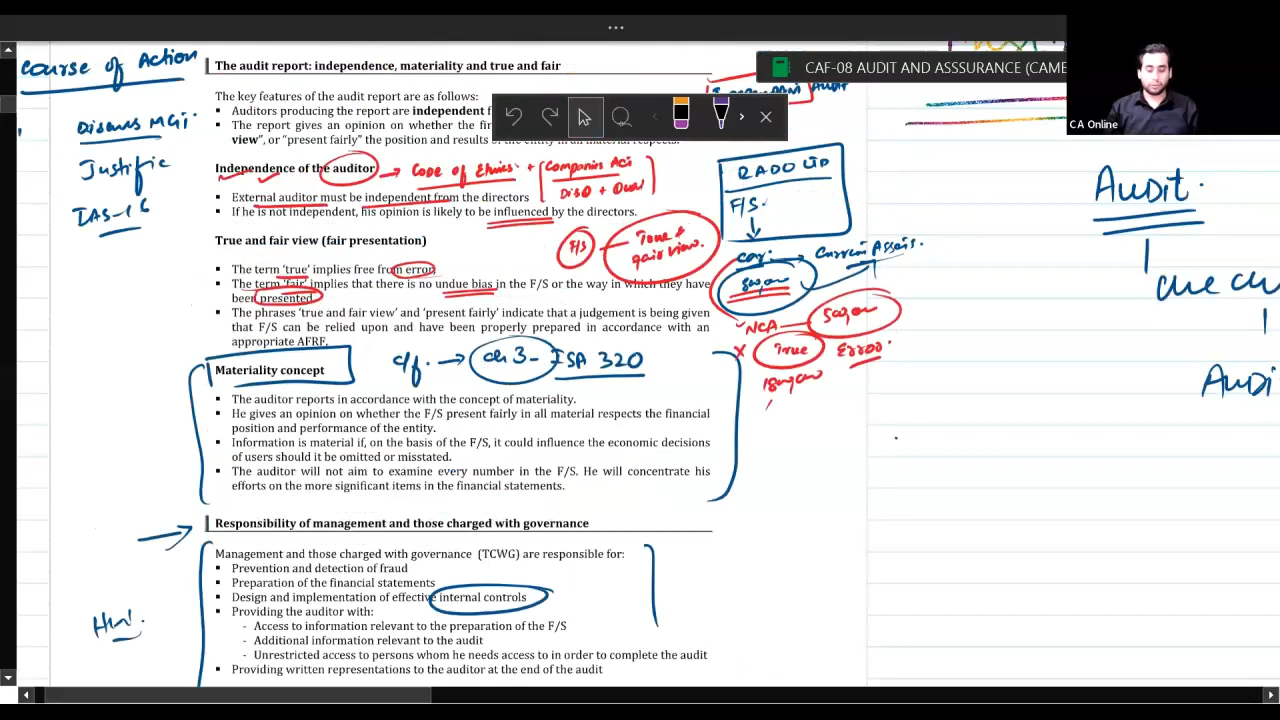 Course of Action
Discuss MGT.
Justific
IAS-16
The audit report: independence, materiality and true and fair
The key features of the audit report are as follows:
▪ Auditors producing the report are independent f
▪ The report gives an opinion on whether the fir
view", or "present fairly" the position and results
Independence of the auditor → Code of Ethics + Companies Act
▪ External auditor must be independent from the directors
▪ If he is not independent, his opinion is likely to be influenced by the directors.
True and fair view (fair presentation)
F/S
True &
fair view.
▪ The term 'true' implies free from error
▪ The term 'fair' implies that there is no undue bias in the F/S or the way in which they have
been presented
▪ The phrases 'true and fair view' and 'present fairly' indicate that a judgement is being given
that F/S can be relied upon and have been properly prepared in accordance with an
appropriate AFRF.
Materiality concept
c/f. → Ch 3 - ISA 320
▪ The auditor reports in accordance with the concept of materiality.
▪ He gives an opinion on whether the F/S present fairly in all material respects the financial
position and performance of the entity.
▪ Information is material if, on the basis of the F/S, it could influence the economic decisions
of users should it be omitted or misstated.
▪ The auditor will not aim to examine every number in the F/S. He will concentrate his
efforts on the more significant items in the financial statements.
Responsibility of management and those charged with governance
Management and those charged with governance (TCWG) are responsible for:
▪ Prevention and detection of fraud
▪ Preparation of the financial statements
▪ Design and implementation of effective internal controls
▪ Providing the auditor with:
- Access to information relevant to the preparation of the F/S
- Additional information relevant to the audit
- Unrestricted access to persons whom he needs access to in order to complete the audit
▪ Providing written representations to the auditor at the end of the audit
CAF-08 AUDIT AND ASSSURANCE (CAME
Audit
CA Online
F/S.
Current Assets.
NCA
True Error
Audit.